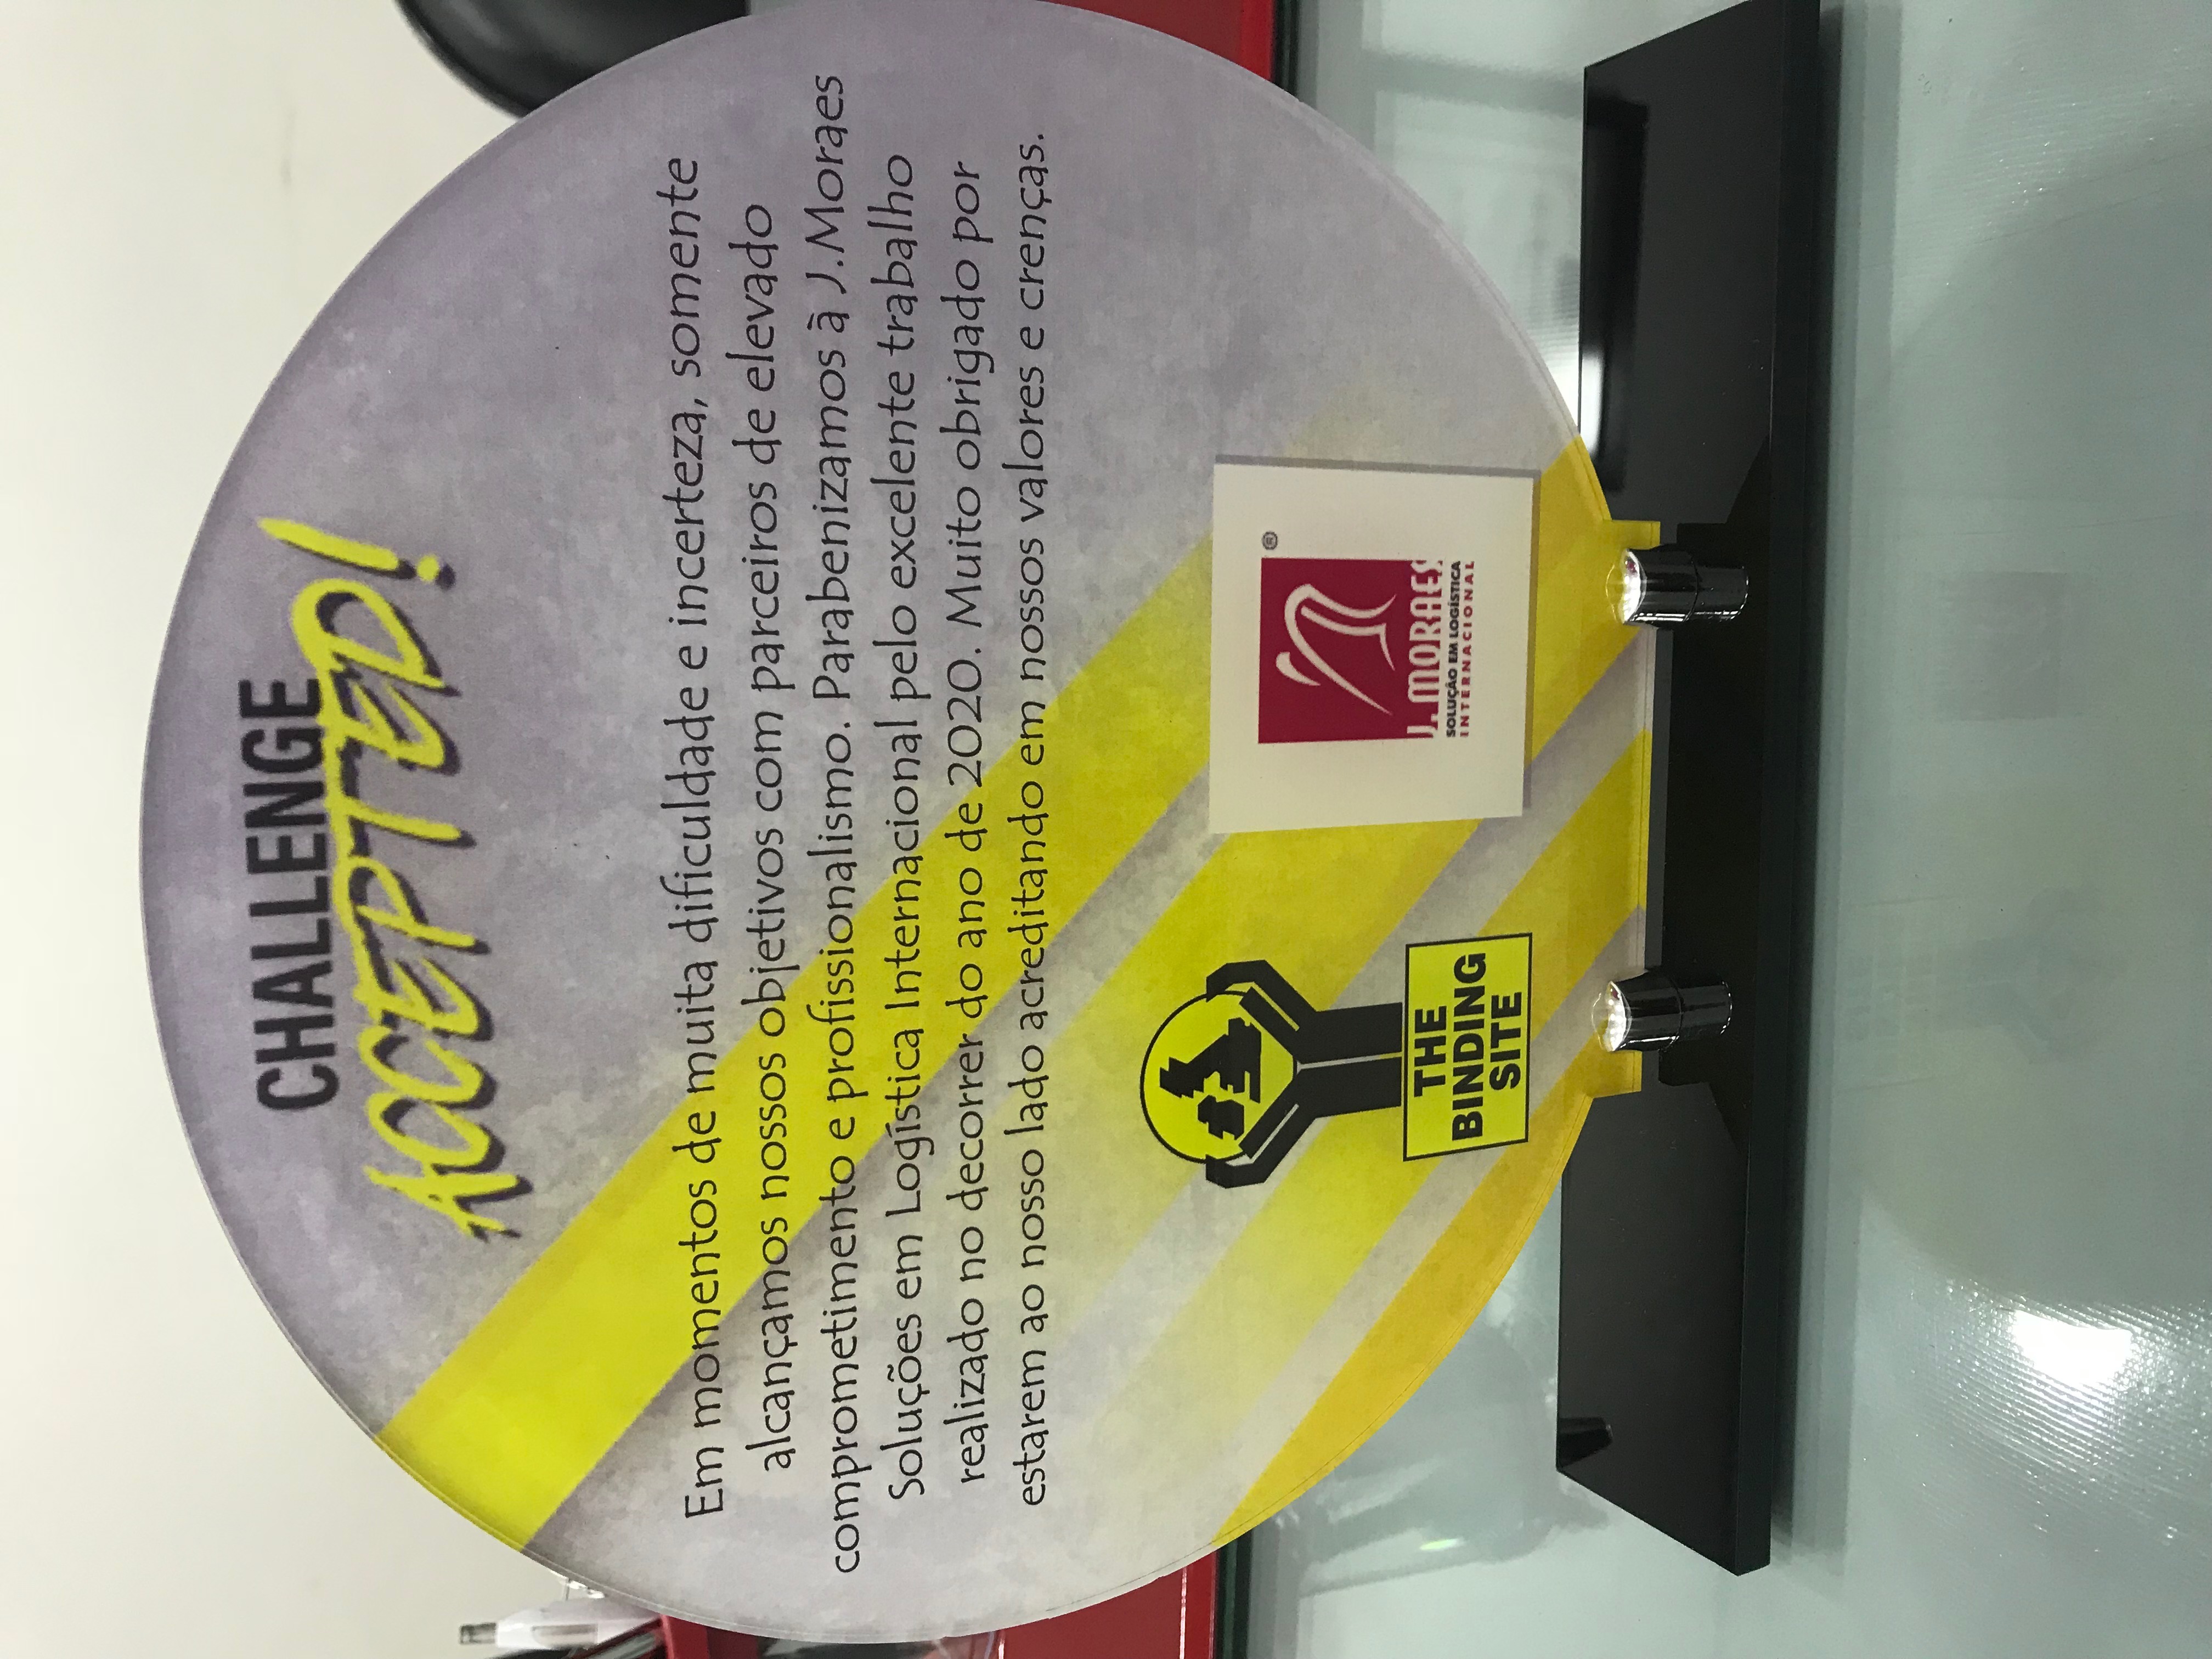 CHALLENGE
ACCEPTED!
Em momentos de muita dificuldade e incerteza, somente
alcançamos nossos objetivos com parceiros de elevado
comprometimento e profissionalismo. Parabenizamos à J.Moraes
Soluções em Logística Internacional pelo excelente trabalho
realizado no decorrer do ano de 2020. Muito obrigado por
estarem ao nosso lado acreditando em nossos valores e crenças.
THE
BINDING
SITE
®
J.MORAES
SOLUÇÃO EM LOGÍSTICA
INTERNACIONAL